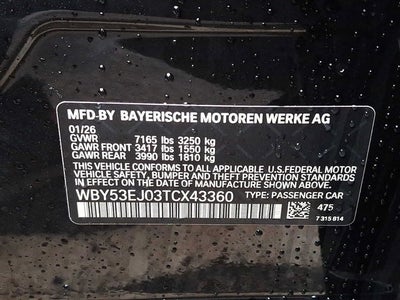 MFD-BY BAYERISCHE MOTOREN WERKE AG
01/26
GVWR 7165 lbs 3250 kg
GAWR FRONT 3417 lbs 1550 kg
GAWR REAR 3990 lbs 1810 kg
THIS VEHICLE CONFORMS TO ALL APPLICABLE U.S.FEDERAL MOTOR
VEHICLE SAFETY, BUMPER, AND THEFT PREVENTION STANDARDS IN
EFFECT ON THE DATE OF MANUFACTURE SHOWN ABOVE.
WBY53EJ03TCX43360 TYPE: PASSENGER CAR
475
7 315 814